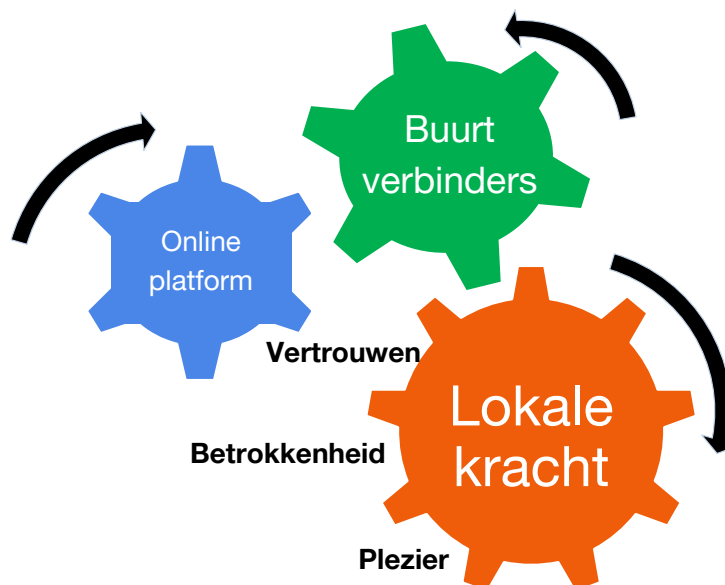 Buurt
verbinders
Online
platform
Vertrouwen
Lokale
kracht
Betrokkenheid
Plezier